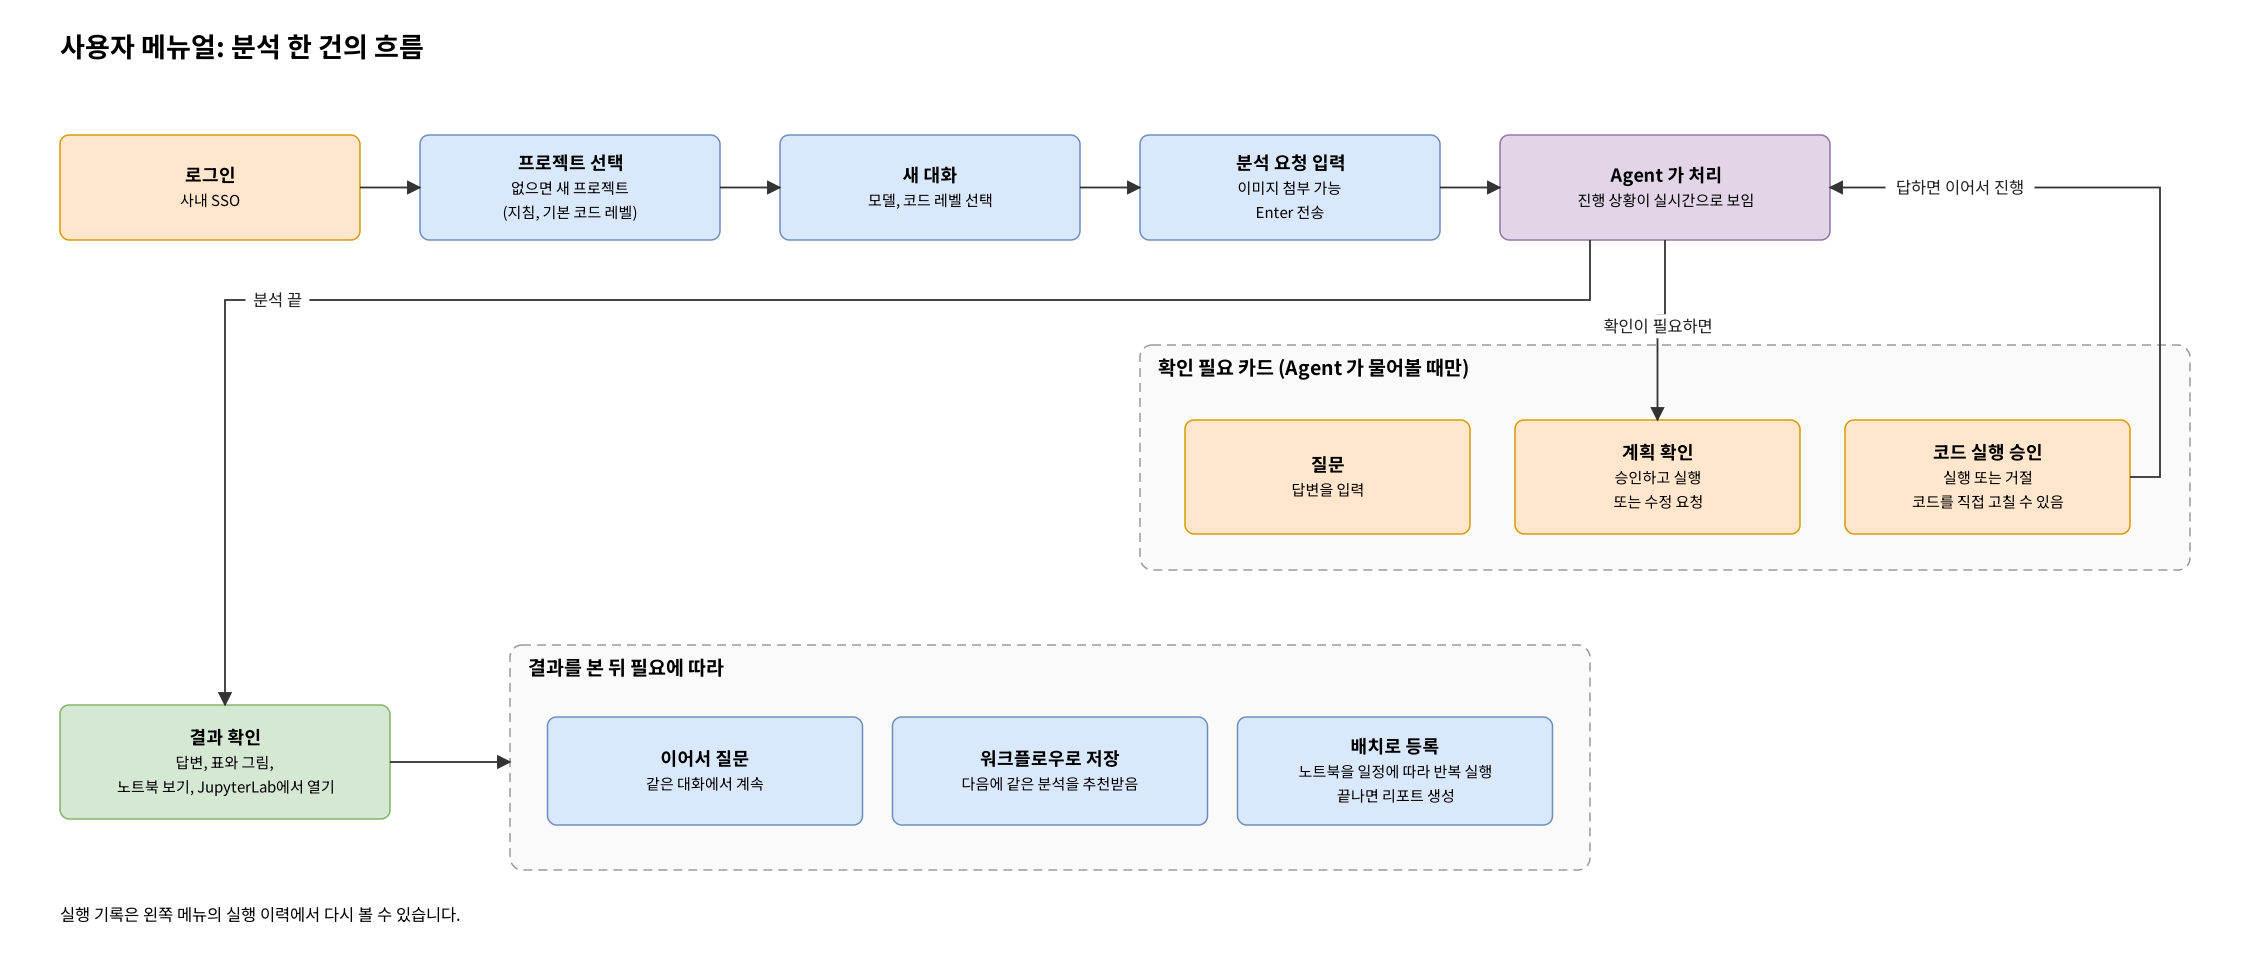 사용자 메뉴얼: 분석 한 건의 흐름
로그인
사내 SSO
프로젝트 선택
없으면 새 프로젝트
(지침, 기본 코드 레벨)
새 대화
모델, 코드 레벨 선택
분석 요청 입력
이미지 첨부 가능
Enter 전송
Agent 가 처리
진행 상황이 실시간으로 보임
답하면 이어서 진행
분석 끝
확인이 필요하면
확인 필요 카드 (Agent 가 물어볼 때만)
질문
답변을 입력
계획 확인
승인하고 실행
또는 수정 요청
코드 실행 승인
실행 또는 거절
코드를 직접 고칠 수 있음
결과 확인
답변, 표와 그림,
노트북 보기, JupyterLab에서 열기
결과를 본 뒤 필요에 따라
이어서 질문
같은 대화에서 계속
워크플로우로 저장
다음에 같은 분석을 추천받음
배치로 등록
노트북을 일정에 따라 반복 실행
끝나면 리포트 생성
실행 기록은 왼쪽 메뉴의 실행 이력에서 다시 볼 수 있습니다.